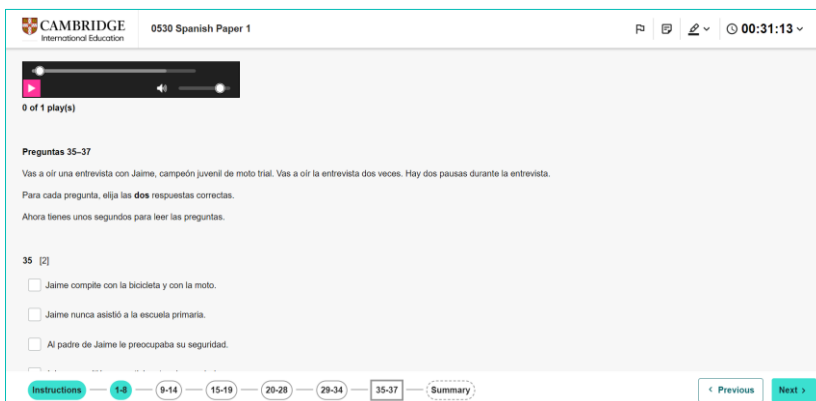 CAMBRIDGE
International Education
0530 Spanish Paper 1
00:31:13
0 of 1 play(s)
Preguntas 35–37
Vas a oír una entrevista con Jaime, campeón juvenil de moto trial. Vas a oír la entrevista dos veces. Hay dos pausas durante la entrevista.
Para cada pregunta, elija las dos respuestas correctas.
Ahora tienes unos segundos para leer las preguntas.
35 [2]
Jaime compite con la bicicleta y con la moto.
Jaime nunca asistió a la escuela primaria.
Al padre de Jaime le preocupaba su seguridad.
Instructions 1-8 9-14 15-19 20-28 29-34 35-37 Summary Previous Next